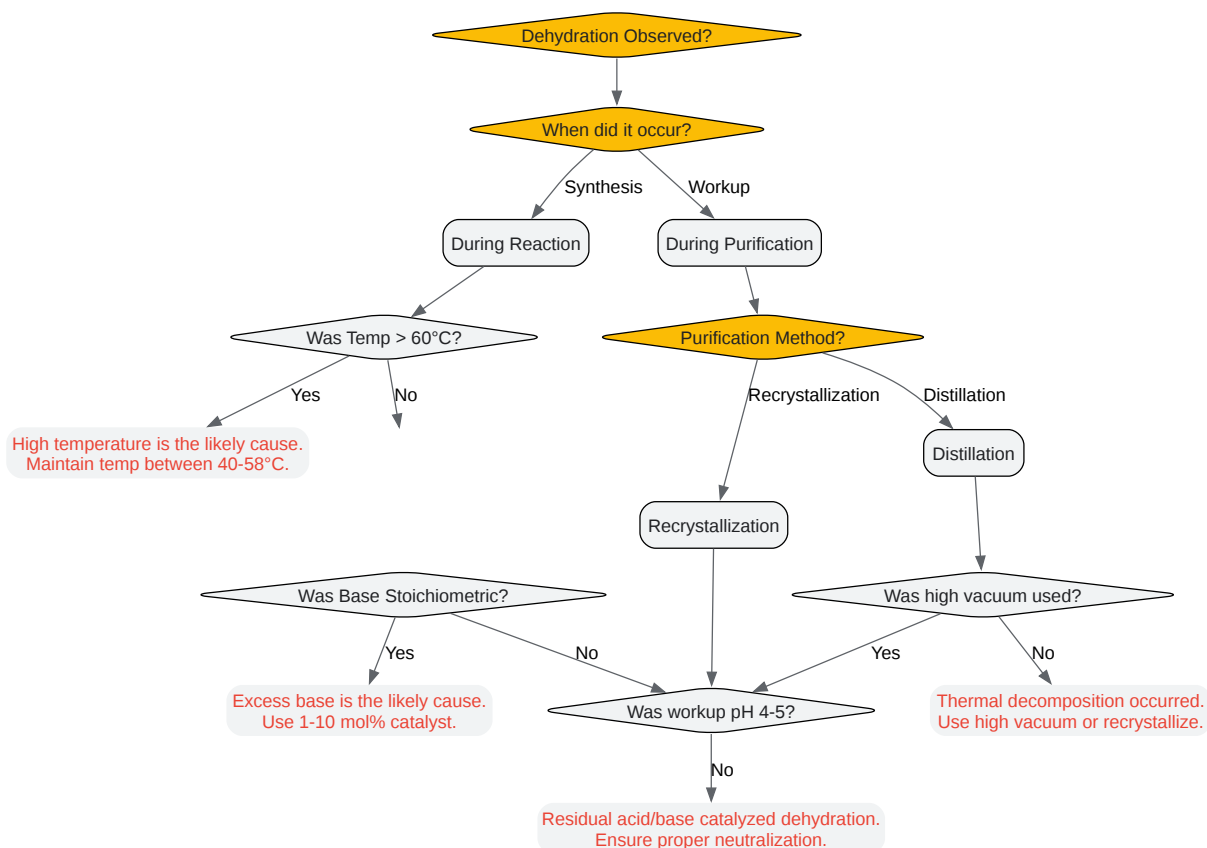 Dehydration Observed?
When did it occur?
Synthesis
Workup
During Reaction
During Purification
Was Temp > 60°C?
Purification Method?
Yes
No
Recrystallization
Distillation
High temperature is the likely cause.
Maintain temp between 40-58°C.
Distillation
Recrystallization
Was Base Stoichiometric?
Was high vacuum used?
Yes
No
Yes
No
Excess base is the likely cause.
Use 1-10 mol% catalyst.
Was workup pH 4-5?
Thermal decomposition occurred.
Use high vacuum or recrystallize.
No
Residual acid/base catalyzed dehydration.
Ensure proper neutralization.